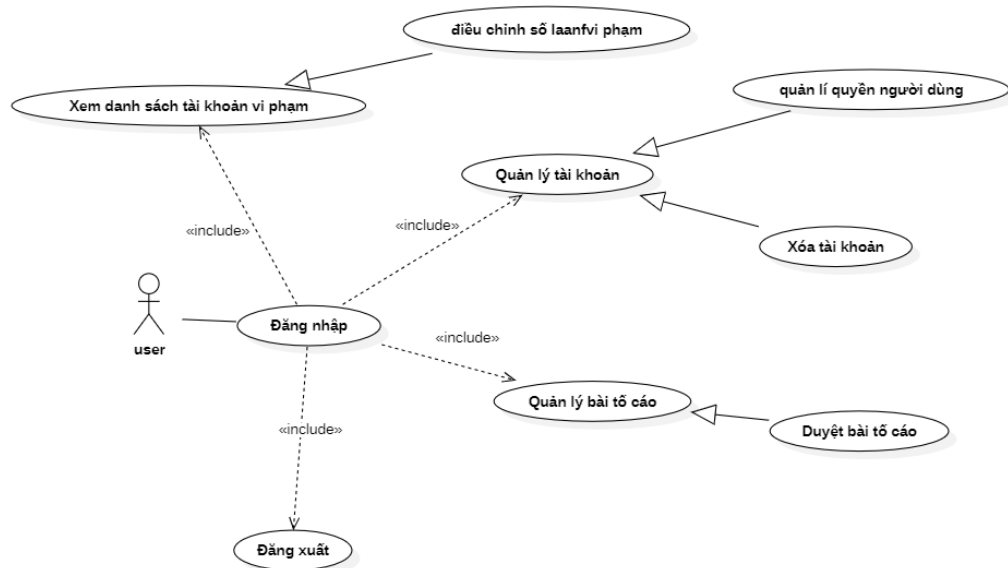 điều chỉnh số laanfvi phạm
quản lí quyền người dùng
Xem danh sách tài khoản vi phạm
Quản lý tài khoản
«include»
«include»
Xóa tài khoản
Đăng nhập
user
«include»
Quản lý bài tố cáo
«include»
Duyệt bài tố cáo
Đăng xuất